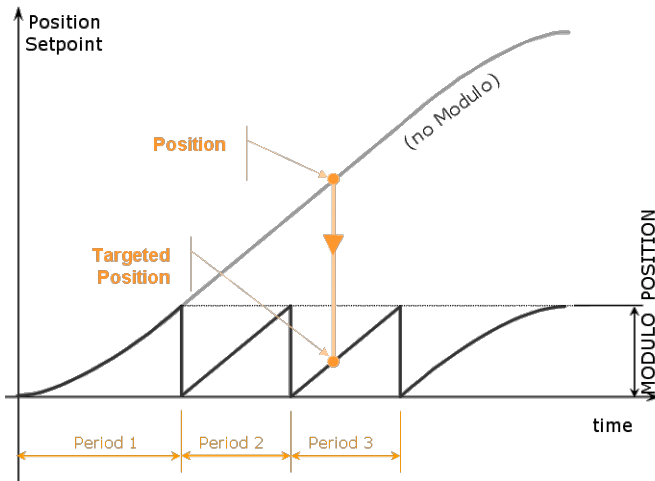 Position
Setpoint
(no Modulo)
Position
Targeted
Position
MODULO POSITION
time
Period 1
Period 2
Period 3